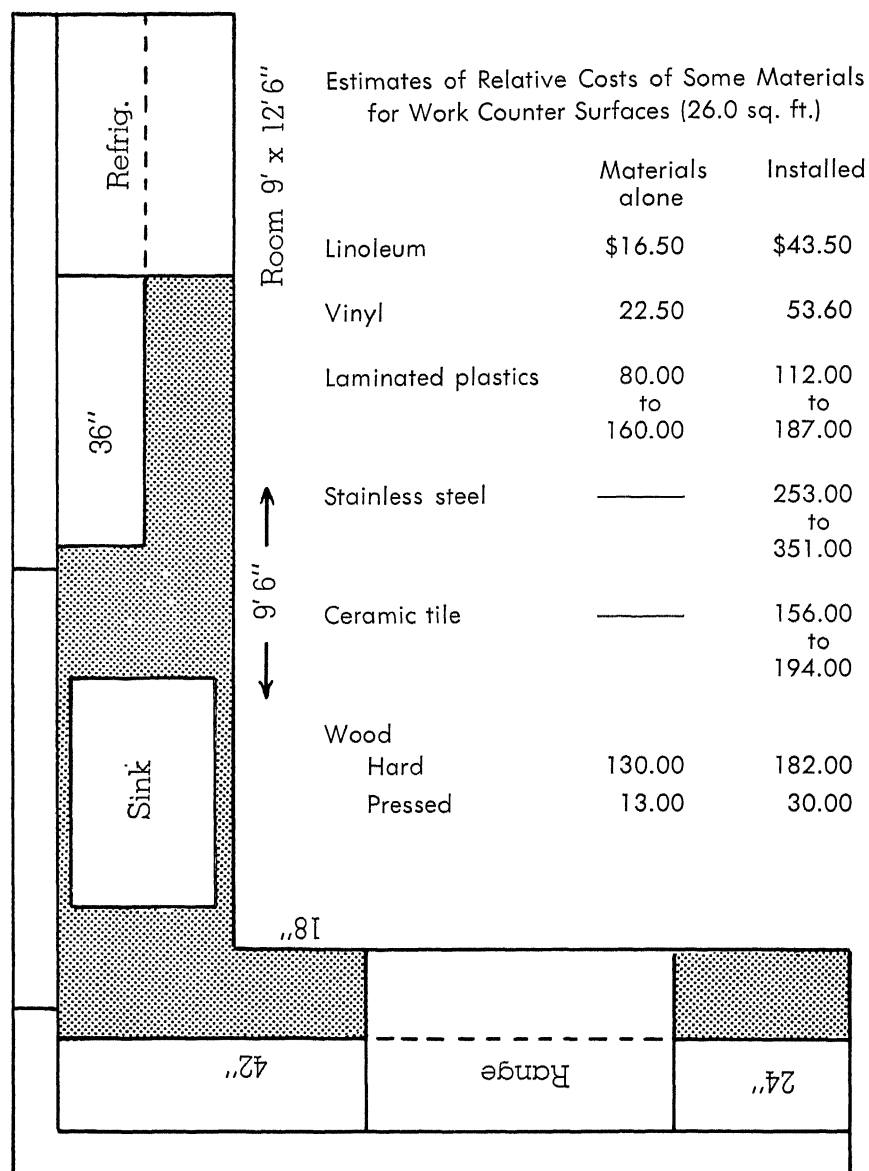 Estimates of Relative Costs of Some Materials
for Work Counter Surfaces (26.0 sq. ft.)
Materials alone Installed
Linoleum $16.50 $43.50
Vinyl 22.50 53.60
Laminated plastics 80.00 to 160.00 112.00 to 187.00
Stainless steel —— 253.00 to 351.00
Ceramic tile —— 156.00 to 194.00
Wood
Hard 130.00 182.00
Pressed 13.00 30.00
Refrig.
Room 9' x 12'6"
36"
9'6"
Sink
18"
42"
Range
24"